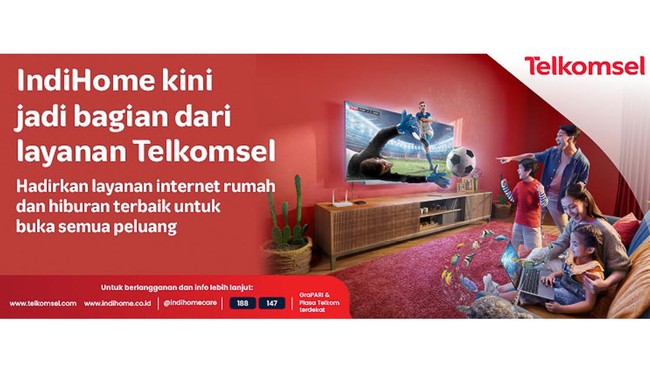 Telkomsel
IndiHome kini
jadi bagian dari
layanan Telkomsel
Hadirkan layanan internet rumah
dan hiburan terbaik untuk
buka semua peluang
Untuk berlangganan dan info lebih lanjut:
www.telkomsel.com www.indihome.co.id @indihomecare 188 147
GraPARI &
Plasa Telkom
terdekat